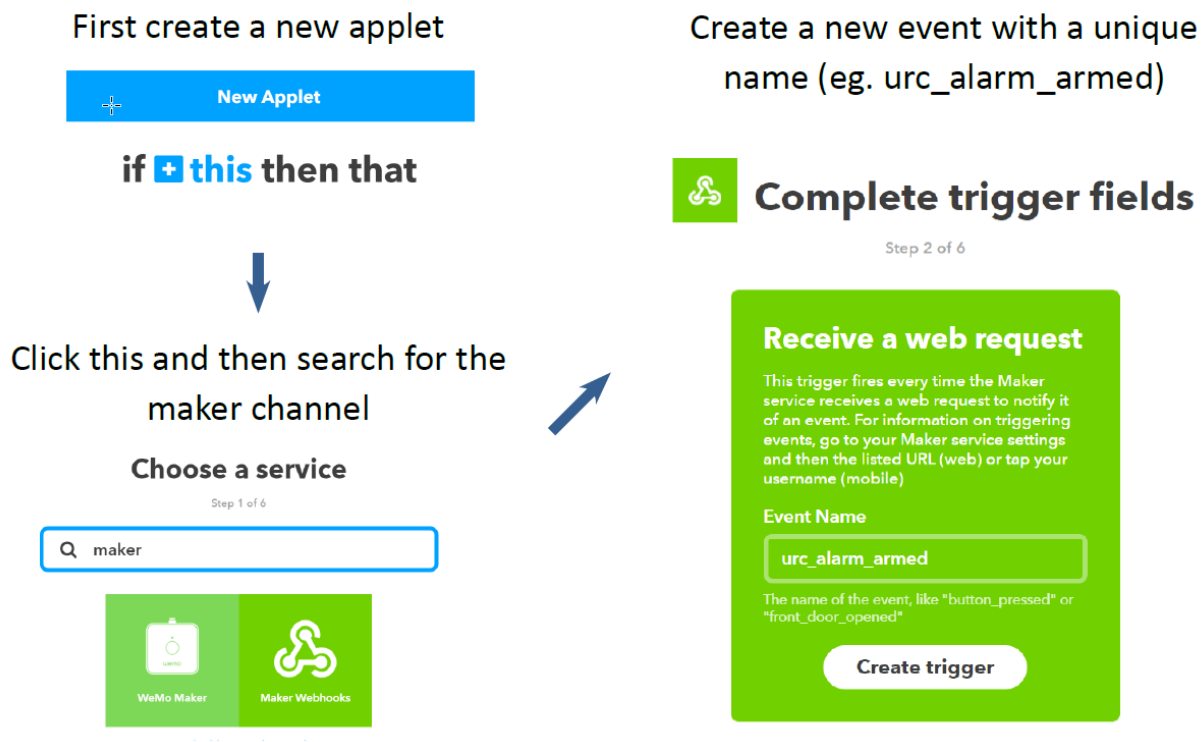 First create a new applet
New Applet
if this then that
Click this and then search for the
maker channel
Choose a service
Step 1 of 6
maker
wemo
WeMo Maker
Maker Webhooks
Create a new event with a unique
name (eg. urc_alarm_armed)
Complete trigger fields
Step 2 of 6
Receive a web request
This trigger fires every time the Maker
service receives a web request to notify it
of an event. For information on triggering
events, go to your Maker service settings
and then the listed URL (web) or tap your
username (mobile)
Event Name
urc_alarm_armed
The name of the event, like "button_pressed" or
"front_door_opened"
Create trigger